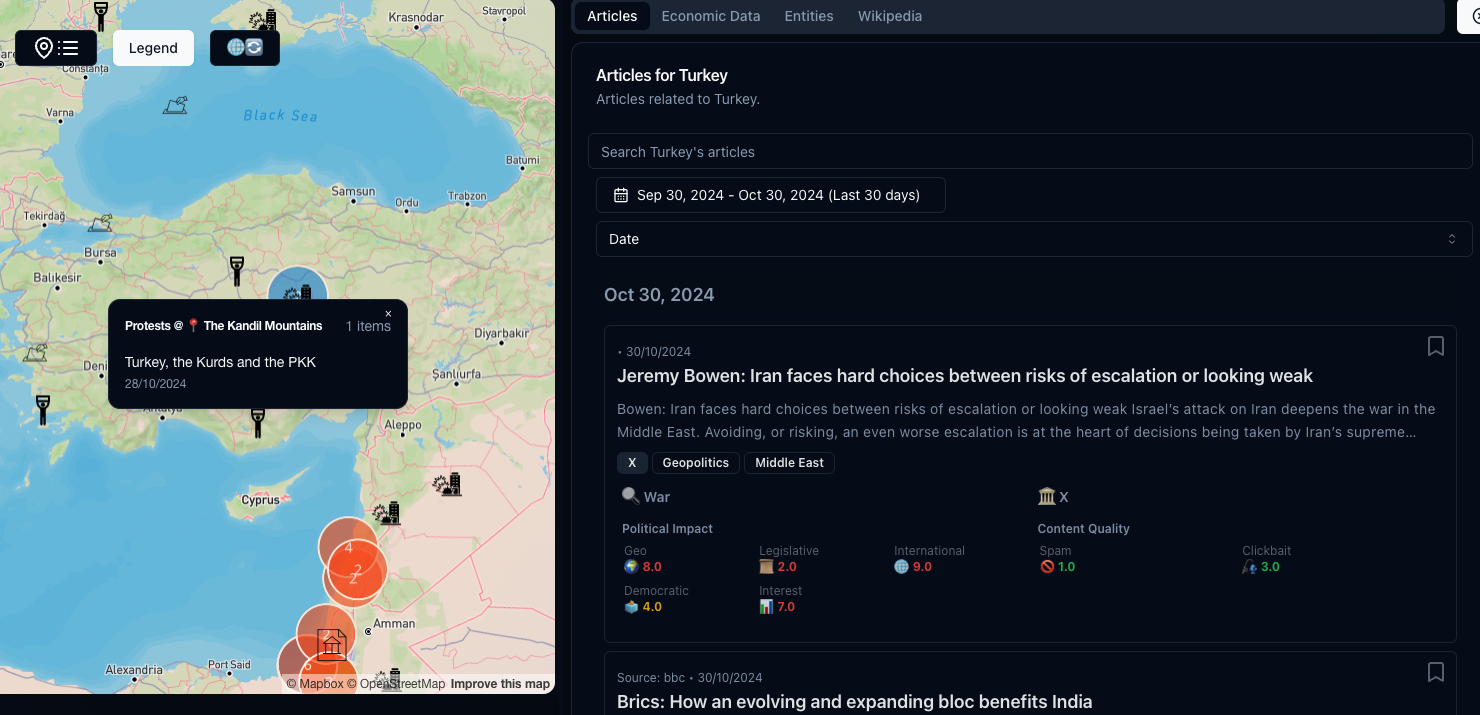 Krasnodar
Stavropol
Legend
Constanța
Varna
Black Sea
Batumi
Samsun
Ordu
Trabzon
Tekirdağ
Bursa
Balıkesir
Protests @ 📍 The Kandil Mountains
1 items
×
Turkey, the Kurds and the PKK
28/10/2024
Deni
Diyarbakır
Şanlıurfa
Antalya
Aleppo
Cyprus
4
2
2
Amman
Alexandria
Port Said
© Mapbox © OpenStreetMap Improve this map
Articles
Economic Data
Entities
Wikipedia
Articles for Turkey
Articles related to Turkey.
Search Turkey's articles
Sep 30, 2024 - Oct 30, 2024 (Last 30 days)
Date
Oct 30, 2024
• 30/10/2024
Jeremy Bowen: Iran faces hard choices between risks of escalation or looking weak
Bowen: Iran faces hard choices between risks of escalation or looking weak Israel's attack on Iran deepens the war in the
Middle East. Avoiding, or risking, an even worse escalation is at the heart of decisions being taken by Iran's supreme…
X
Geopolitics
Middle East
War
X
Political Impact
Content Quality
Geo
Legislative
International
Spam
Clickbait
8.0
2.0
9.0
1.0
3.0
Democratic
Interest
4.0
7.0
Source: bbc • 30/10/2024
Brics: How an evolving and expanding bloc benefits India